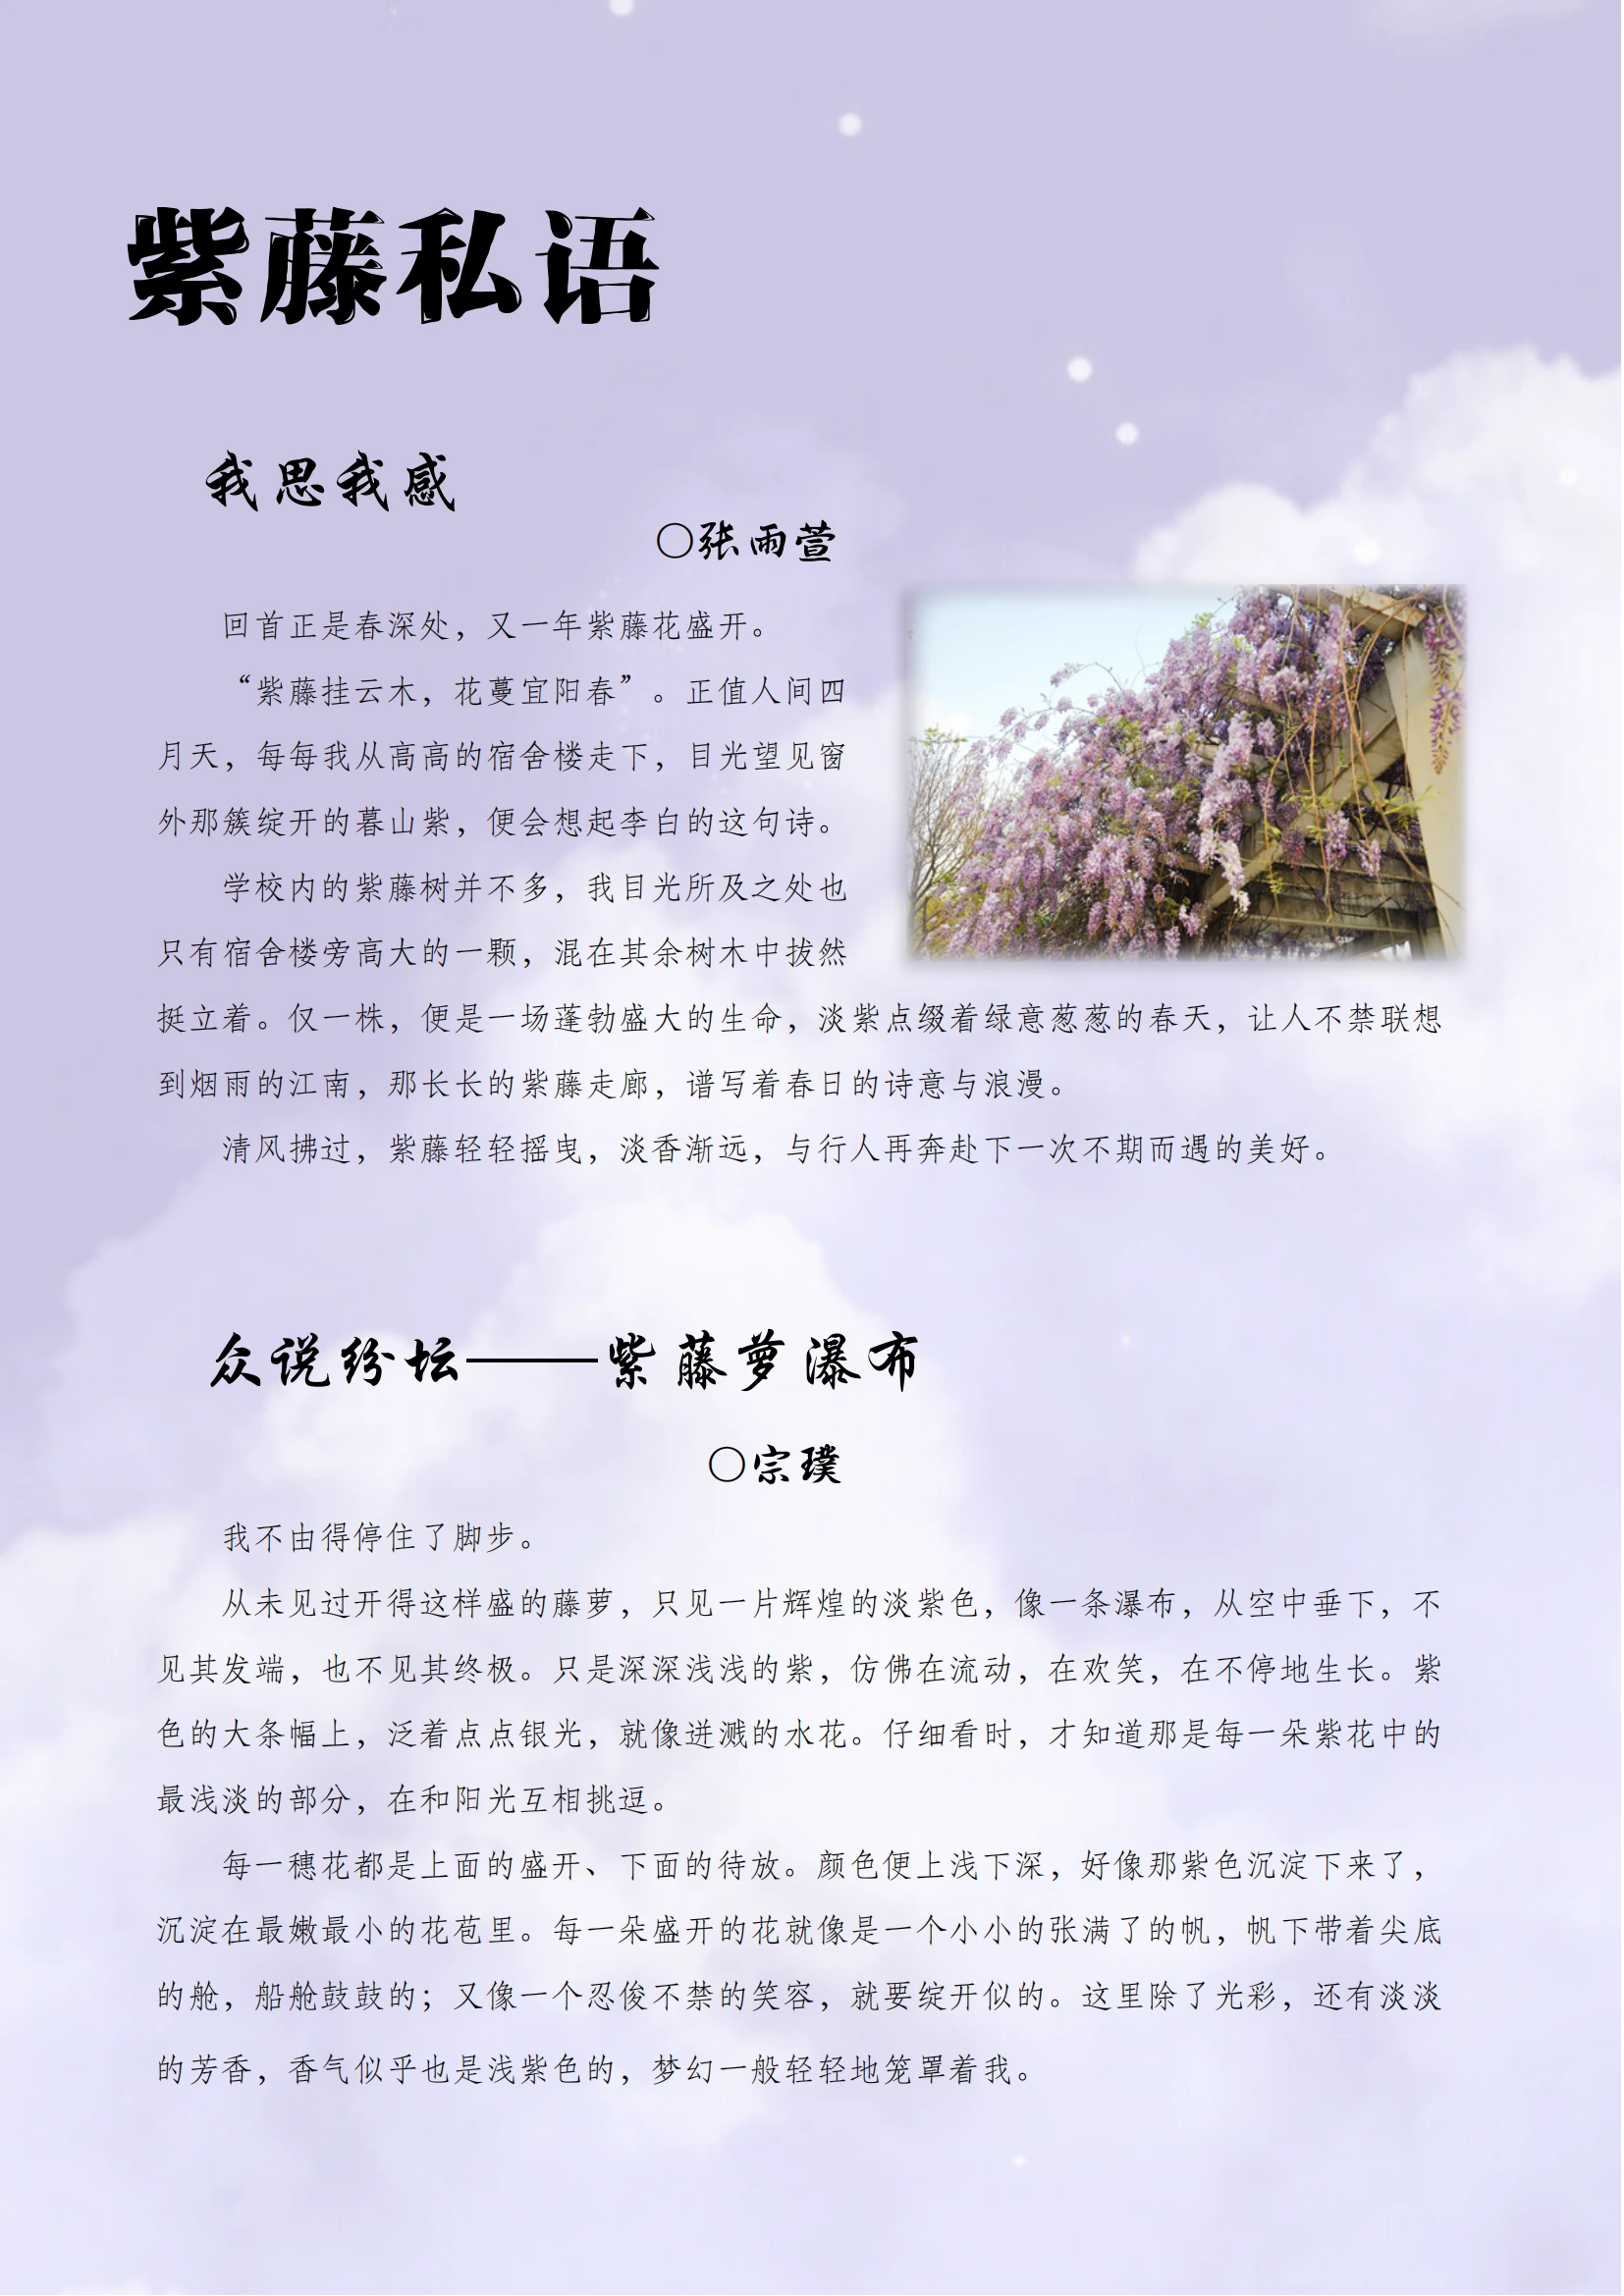 紫藤私语
我思我感
〇张雨萱
回首正是春深处，又一年紫藤花盛开。
“紫藤挂云木，花蔓宜阳春”。正值人间四
月天，每每我从高高的宿舍楼走下，目光望见窗
外那簇绽开的暮山紫，便会想起李白的这句诗。
学校内的紫藤树并不多，我目光所及之处也
只有宿舍楼旁高大的一颗，混在其余树木中拔然
挺立着。仅一株，便是一场蓬勃盛大的生命，淡紫点缀着绿意葱葱的春天，让人不禁联想
到烟雨的江南，那长长的紫藤走廊，谱写着春日的诗意与浪漫。
清风拂过，紫藤轻轻摇曳，淡香渐远，与行人再奔赴下一次不期而遇的美好。
众说纷坛——紫藤萝瀑布
〇宗璞
我不由得停住了脚步。
从未见过开得这样盛的藤萝，只见一片辉煌的淡紫色，像一条瀑布，从空中垂下，不
见其发端，也不见其终极。只是深深浅浅的紫，仿佛在流动，在欢笑，在不停地生长。紫
色的大条幅上，泛着点点银光，就像迸溅的水花。仔细看时，才知道那是每一朵紫花中的
最浅淡的部分，在和阳光互相挑逗。
每一穗花都是上面的盛开、下面的待放。颜色便上浅下深，好像那紫色沉淀下来了，
沉淀在最嫩最小的花苞里。每一朵盛开的花就像是一个小小的张满了的帆，帆下带着尖底
的舱，船舱鼓鼓的；又像一个忍俊不禁的笑容，就要绽开似的。这里除了光彩，还有淡淡
的芳香，香气似乎也是浅紫色的，梦幻一般轻轻地笼罩着我。